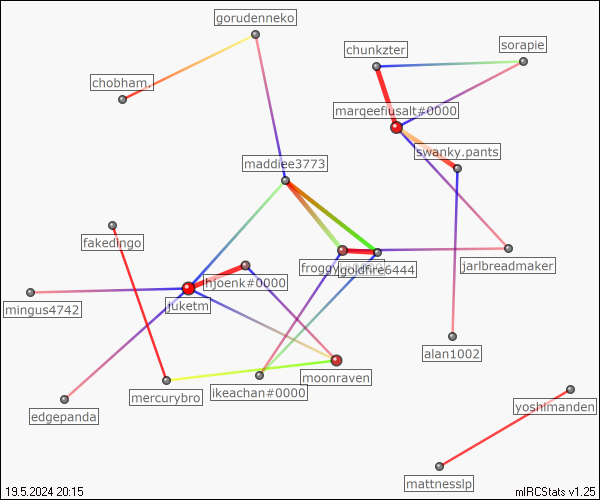 gorudenneko
chunkzter
sorapie
chobham.
marqeefiusalt#0000
swanky.pants
maddiee3773
fakedingo
froggy
goldfire6444
jarlbreadmaker
hjoenk#0000
mingus4742
juketm
alan1002
moonraven
mercurybro
ikeachan#0000
edgepanda
yoshimanden
mattnesslp
19.5.2024 20:15
mIRCStats v1.25